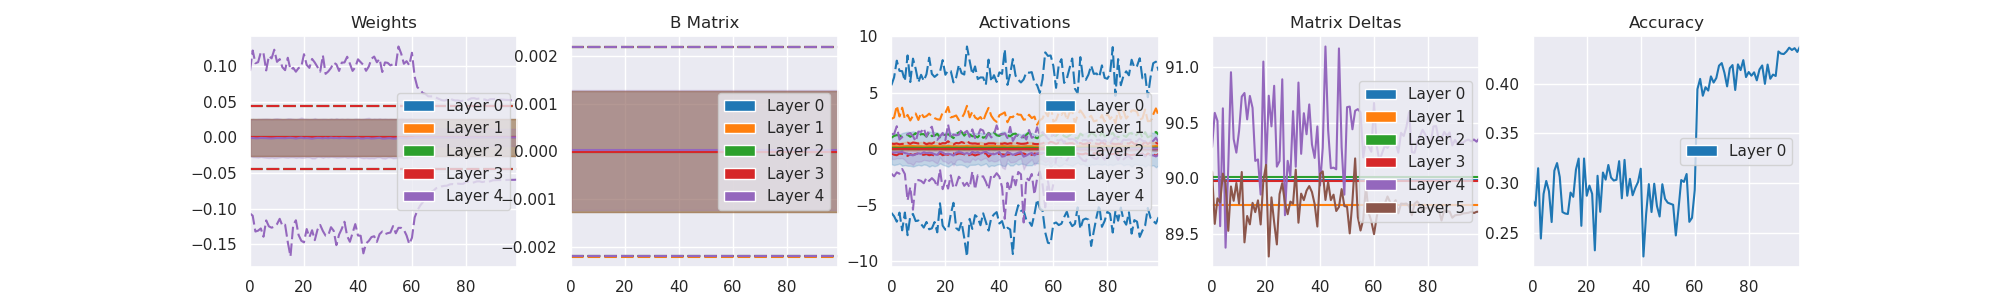 Weights
0.10
0.05
0.00
−0.05
−0.10
−0.15
0 20 40 60 80
Layer 0
Layer 1
Layer 2
Layer 3
Layer 4
B Matrix
0.002
0.001
0.000
−0.001
−0.002
0 20 40 60 80
Layer 0
Layer 1
Layer 2
Layer 3
Layer 4
Activations
10
5
0
−5
−10
0 20 40 60 80
Layer 0
Layer 1
Layer 2
Layer 3
Layer 4
Matrix Deltas
91.0
90.5
90.0
89.5
0 20 40 60 80
Layer 0
Layer 1
Layer 2
Layer 3
Layer 4
Layer 5
Accuracy
0.40
0.35
0.30
0.25
0 20 40 60 80
Layer 0